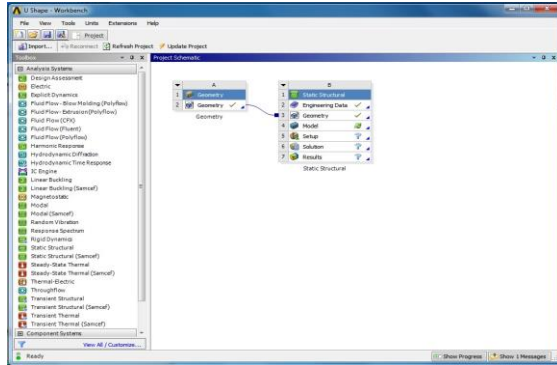 U Shape - Workbench
File View Tools Units Extensions Help
Project
Import... Reconnect Refresh Project Update Project
Toolbox
Project Schematic
Analysis Systems
Design Assessment
Electric
Explicit Dynamics
Fluid Flow - Blow Molding (Polyflow)
Fluid Flow - Extrusion (Polyflow)
Fluid Flow (CFX)
Fluid Flow (Fluent)
Fluid Flow (Polyflow)
Harmonic Response
Hydrodynamic Diffraction
Hydrodynamic Time Response
IC Engine
Linear Buckling
Linear Buckling (Samcef)
Magnetostatic
Modal
Modal (Samcef)
Random Vibration
Response Spectrum
Rigid Dynamics
Static Structural
Static Structural (Samcef)
Steady-State Thermal
Steady-State Thermal (Samcef)
Thermal-Electric
Throughflow
Transient Structural
Transient Structural (Samcef)
Transient Thermal
Transient Thermal (Samcef)
Component Systems
View All / Customize...
A
1 Geometry
2 Geometry
Geometry
B
1 Static Structural
2 Engineering Data
3 Geometry
4 Model
5 Setup
6 Solution
7 Results
Static Structural
Ready
Show Progress Show 1 Messages